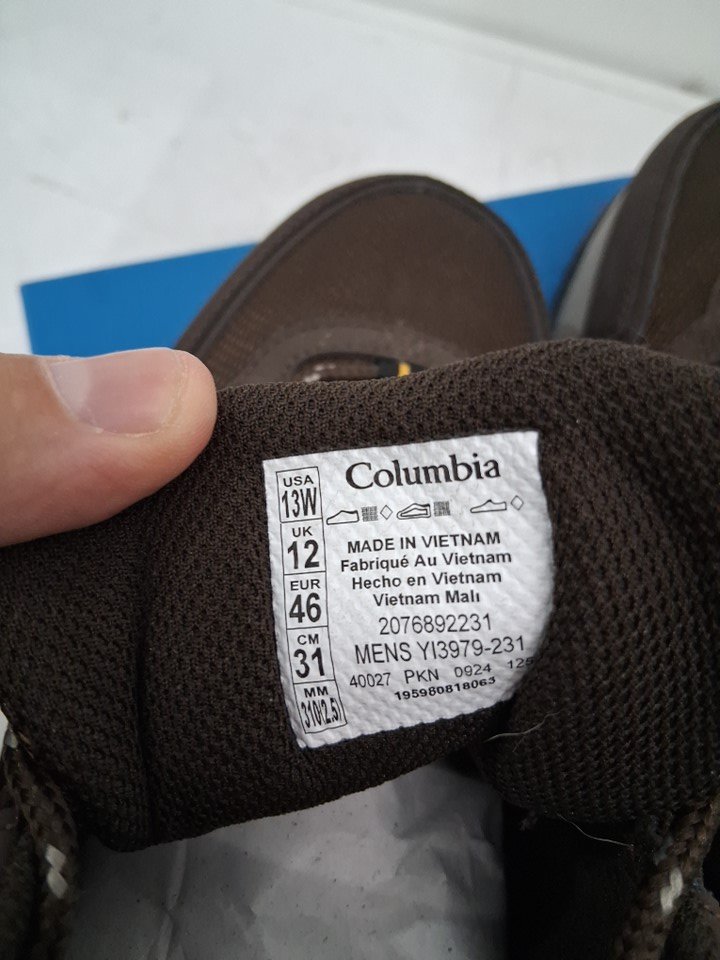 USA
13W
UK
12
EUR
46
CM
31
MM
310(2.5)
Columbia
MADE IN VIETNAM
Fabriqué Au Vietnam
Hecho en Vietnam
Vietnam Malı
2076892231
MENS YI3979-231
40027 PKN 0924
195980818063